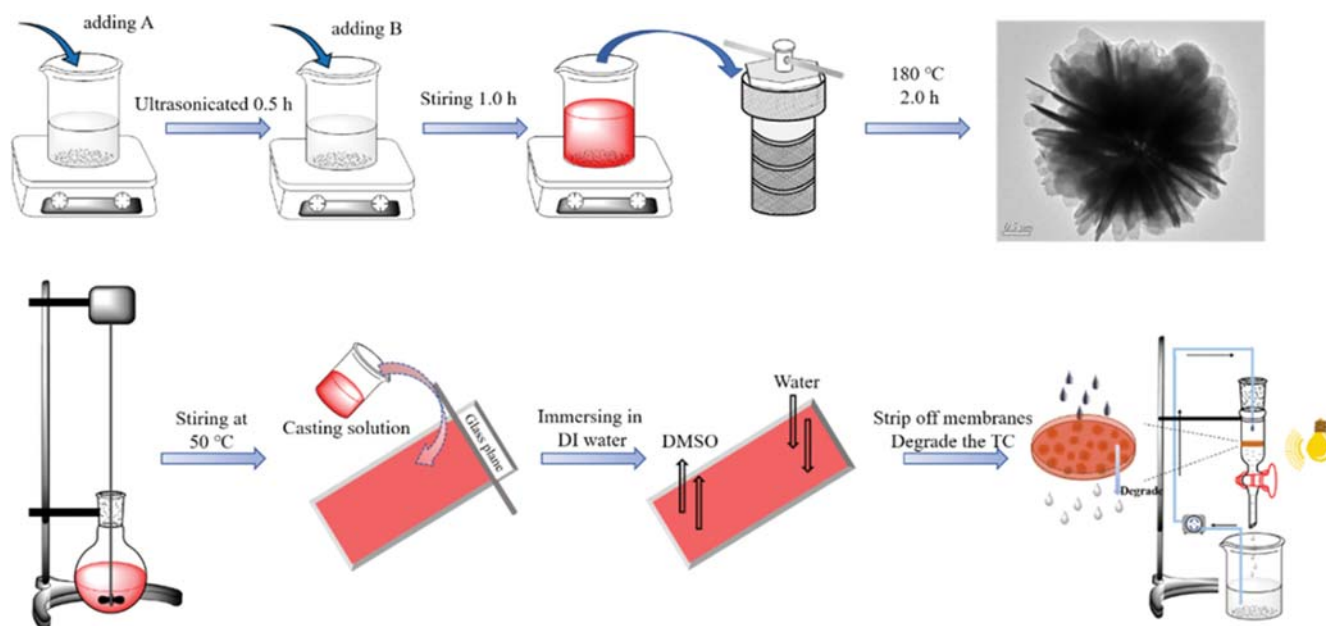 adding A
Ultrasonicated 0.5 h
adding B
Stiring 1.0 h
180 ℃
2.0 h
Stiring at
50 ℃
Casting solution
Glass plane
Immersing in
DI water
DMSO
Water
Strip off membranes
Degrade the TC
Degrade